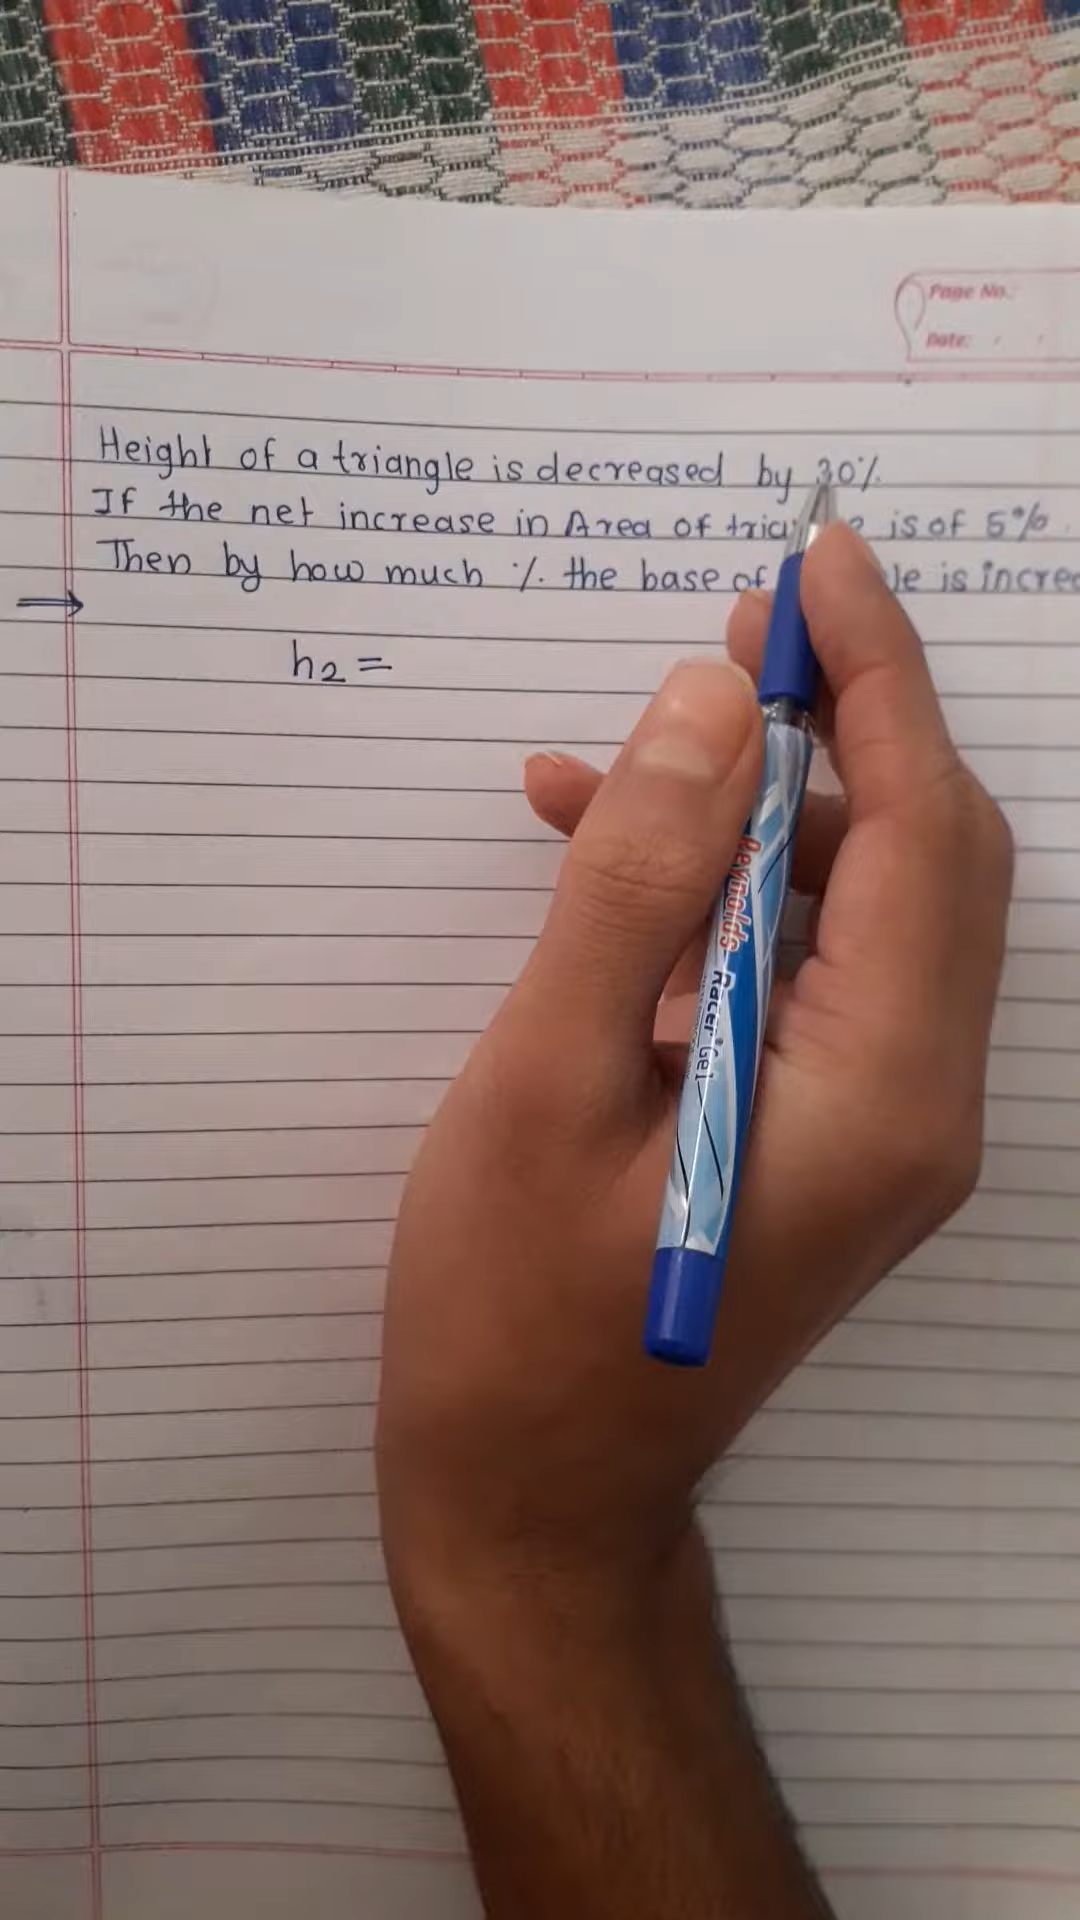 Page No.:
Date:
Height of a triangle is decreased by 30%.
If the net increase in Area of is of 5%.
Then by how much % the base of is
h2 =
Reynolds Racer Gel